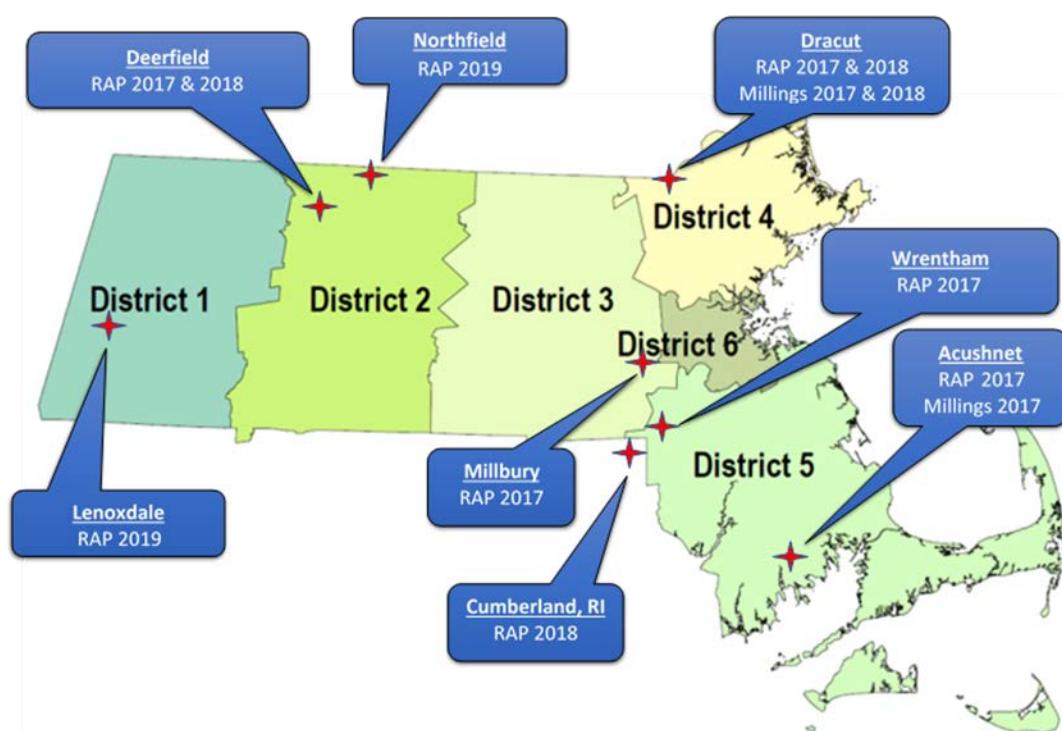 Deerfield
RAP 2017 & 2018
Northfield
RAP 2019
Dracut
RAP 2017 & 2018
Millings 2017 & 2018
District 4
Wrentham
RAP 2017
District 1
District 2
District 3
District 6
Acushnet
RAP 2017
Millings 2017
Millbury
RAP 2017
District 5
Lenoxdale
RAP 2019
Cumberland, RI
RAP 2018